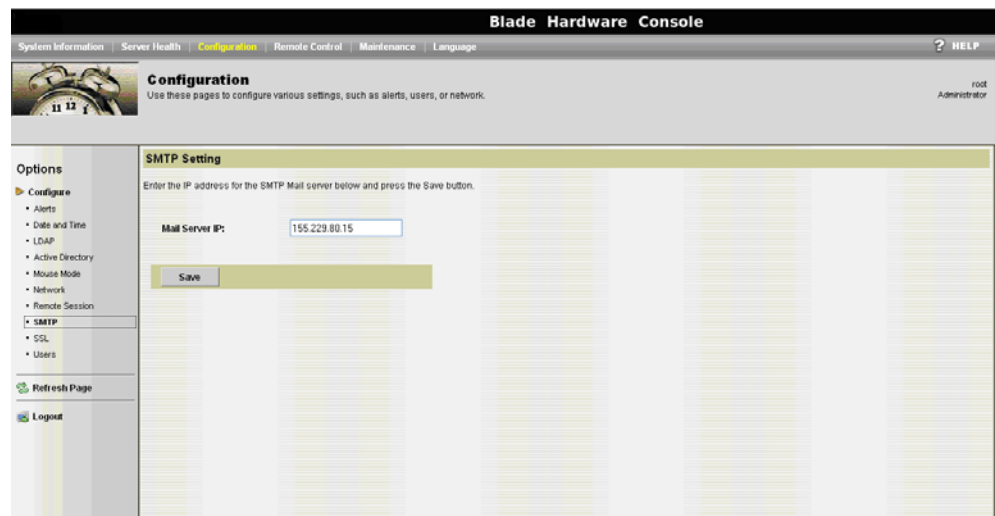 Blade Hardware Console
System Information | Server Health | Configuration | Remote Control | Maintenance | Language
? HELP
11 12 1
Configuration
Use these pages to configure various settings, such as alerts, users, or network.
root
Administrator
Options
Configure
• Alerts
• Date and Time
• LDAP
• Active Directory
• Mouse Mode
• Network
• Remote Session
• SMTP
• SSL
• Users
Refresh Page
Logout
SMTP Setting
Enter the IP address for the SMTP Mail server below and press the Save button.
Mail Server IP: 155.229.80.15
Save